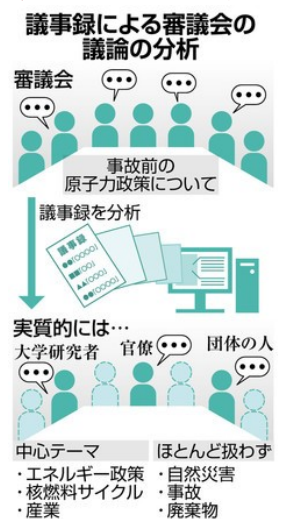 議事録による審議会の
議論の分析
審議会
事故前の
原子力政策について
議事録を分析
議事録
●●(〇〇〇〇)
■■(〇〇)
▲▲(〇〇〇)
●●(〇〇〇〇〇)
実質的には…
大学研究者
官僚
団体の人
中心テーマ
・エネルギー政策
・核燃料サイクル
・産業
ほとんど扱わず
・自然災害
・事故
・廃棄物